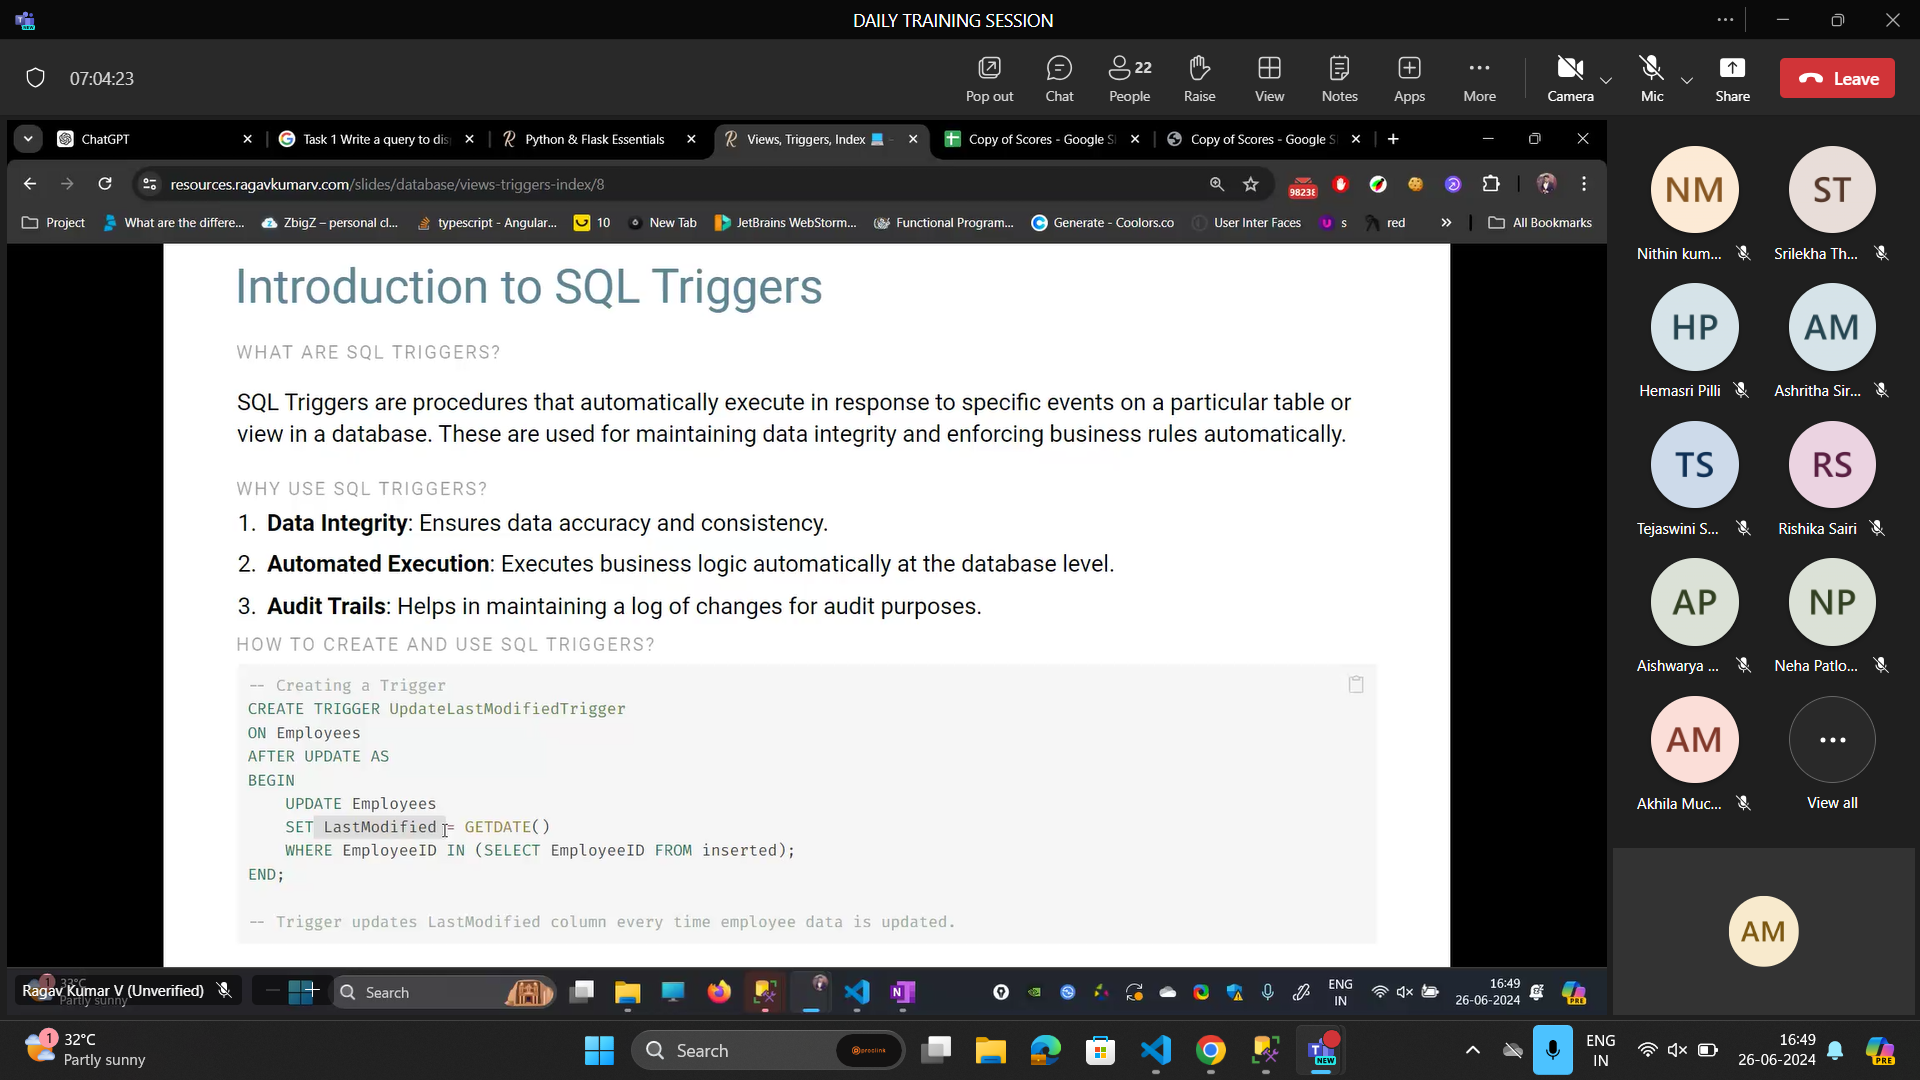 DAILY TRAINING SESSION
07:04:23
Pop out
Chat
People 22
Raise
View
Notes
Apps
More
Camera
Mic
Share
Leave
ChatGPT
Task 1 Write a query to dis
Python & Flask Essentials
Views, Triggers, Index
Copy of Scores - Google S
Copy of Scores - Google S
resources.ragavkumarv.com/slides/database/views-triggers-index/8
Project
What are the differe...
ZbigZ – personal cl...
typescript - Angular...
10
New Tab
JetBrains WebStorm...
Functional Program...
Generate - Coolors.co
User Inter Faces
s
red
All Bookmarks
Introduction to SQL Triggers
WHAT ARE SQL TRIGGERS?
SQL Triggers are procedures that automatically execute in response to specific events on a particular table or
view in a database. These are used for maintaining data integrity and enforcing business rules automatically.
WHY USE SQL TRIGGERS?
1. Data Integrity: Ensures data accuracy and consistency.
2. Automated Execution: Executes business logic automatically at the database level.
3. Audit Trails: Helps in maintaining a log of changes for audit purposes.
HOW TO CREATE AND USE SQL TRIGGERS?
-- Creating a Trigger
CREATE TRIGGER UpdateLastModifiedTrigger
ON Employees
AFTER UPDATE AS
BEGIN
UPDATE Employees
SET LastModified = GETDATE()
WHERE EmployeeID IN (SELECT EmployeeID FROM inserted);
END;
-- Trigger updates LastModified column every time employee data is updated.
NM
Nithin kum...
ST
Srilekha Th...
HP
Hemasri Pilli
AM
Ashritha Sir...
TS
Tejaswini S...
RS
Rishika Sairi
AP
Aishwarya ...
NP
Neha Patlo...
AM
Akhila Muc...
View all
AM
Ragav Kumar V (Unverified)
Search
ENG
IN
16:49
26-06-2024
PRE
1
32°C
Partly sunny
Search
proclink
NEW
ENG
IN
16:49
26-06-2024
PRE